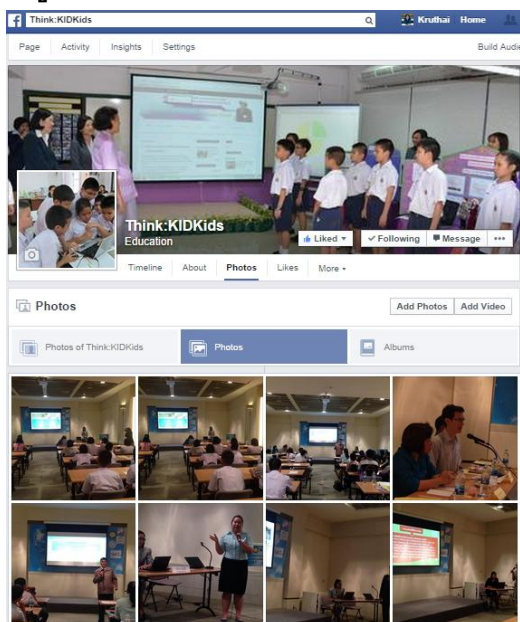 Think:KIDKids
Kruthai Home
Page Activity Insights Settings
Build Audie
Think:KIDKids
Education
Liked Following Message
Timeline About Photos Likes More
Photos
Add Photos Add Video
Photos of Think:KIDKids Photos Albums